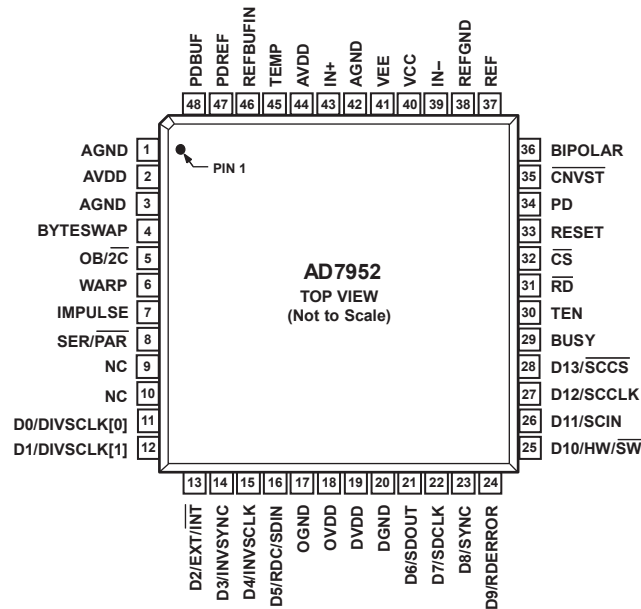 PDBUF
PDREF
REFBUFIN
TEMP
AVDD
IN+
AGND
VEE
VCC
IN–
REFGND
REF
48 47 46 45 44 43 42 41 40 39 38 37
AGND 1
AVDD 2
AGND 3
BYTESWAP 4
OB/2C 5
WARP 6
IMPULSE 7
SER/PAR 8
NC 9
NC 10
D0/DIVSCLK[0] 11
D1/DIVSCLK[1] 12
PIN 1
AD7952
TOP VIEW
(Not to Scale)
36 BIPOLAR
35 CNVST
34 PD
33 RESET
32 CS
31 RD
30 TEN
29 BUSY
28 D13/SCCS
27 D12/SCCLK
26 D11/SCIN
25 D10/HW/SW
13 14 15 16 17 18 19 20 21 22 23 24
D2/EXT/INT
D3/INVSYNC
D4/INVSCLK
D5/RDC/SDIN
OGND
OVDD
DVDD
DGND
D6/SDOUT
D7/SDCLK
D8/SYNC
D9/RDERROR